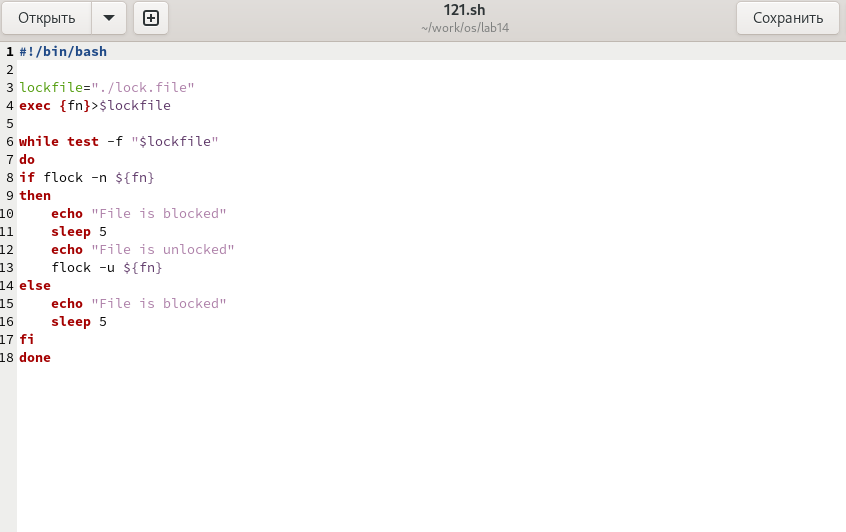 Открыть
121.sh
~/work/os/lab14
Сохранить
1 #!/bin/bash
2
3 lockfile="./lock.file"
4 exec {fn}>$lockfile
5
6 while test -f "$lockfile"
7 do
8 if flock -n ${fn}
9 then
10     echo "File is blocked"
11     sleep 5
12     echo "File is unlocked"
13     flock -u ${fn}
14 else
15     echo "File is blocked"
16     sleep 5
17 fi
18 done